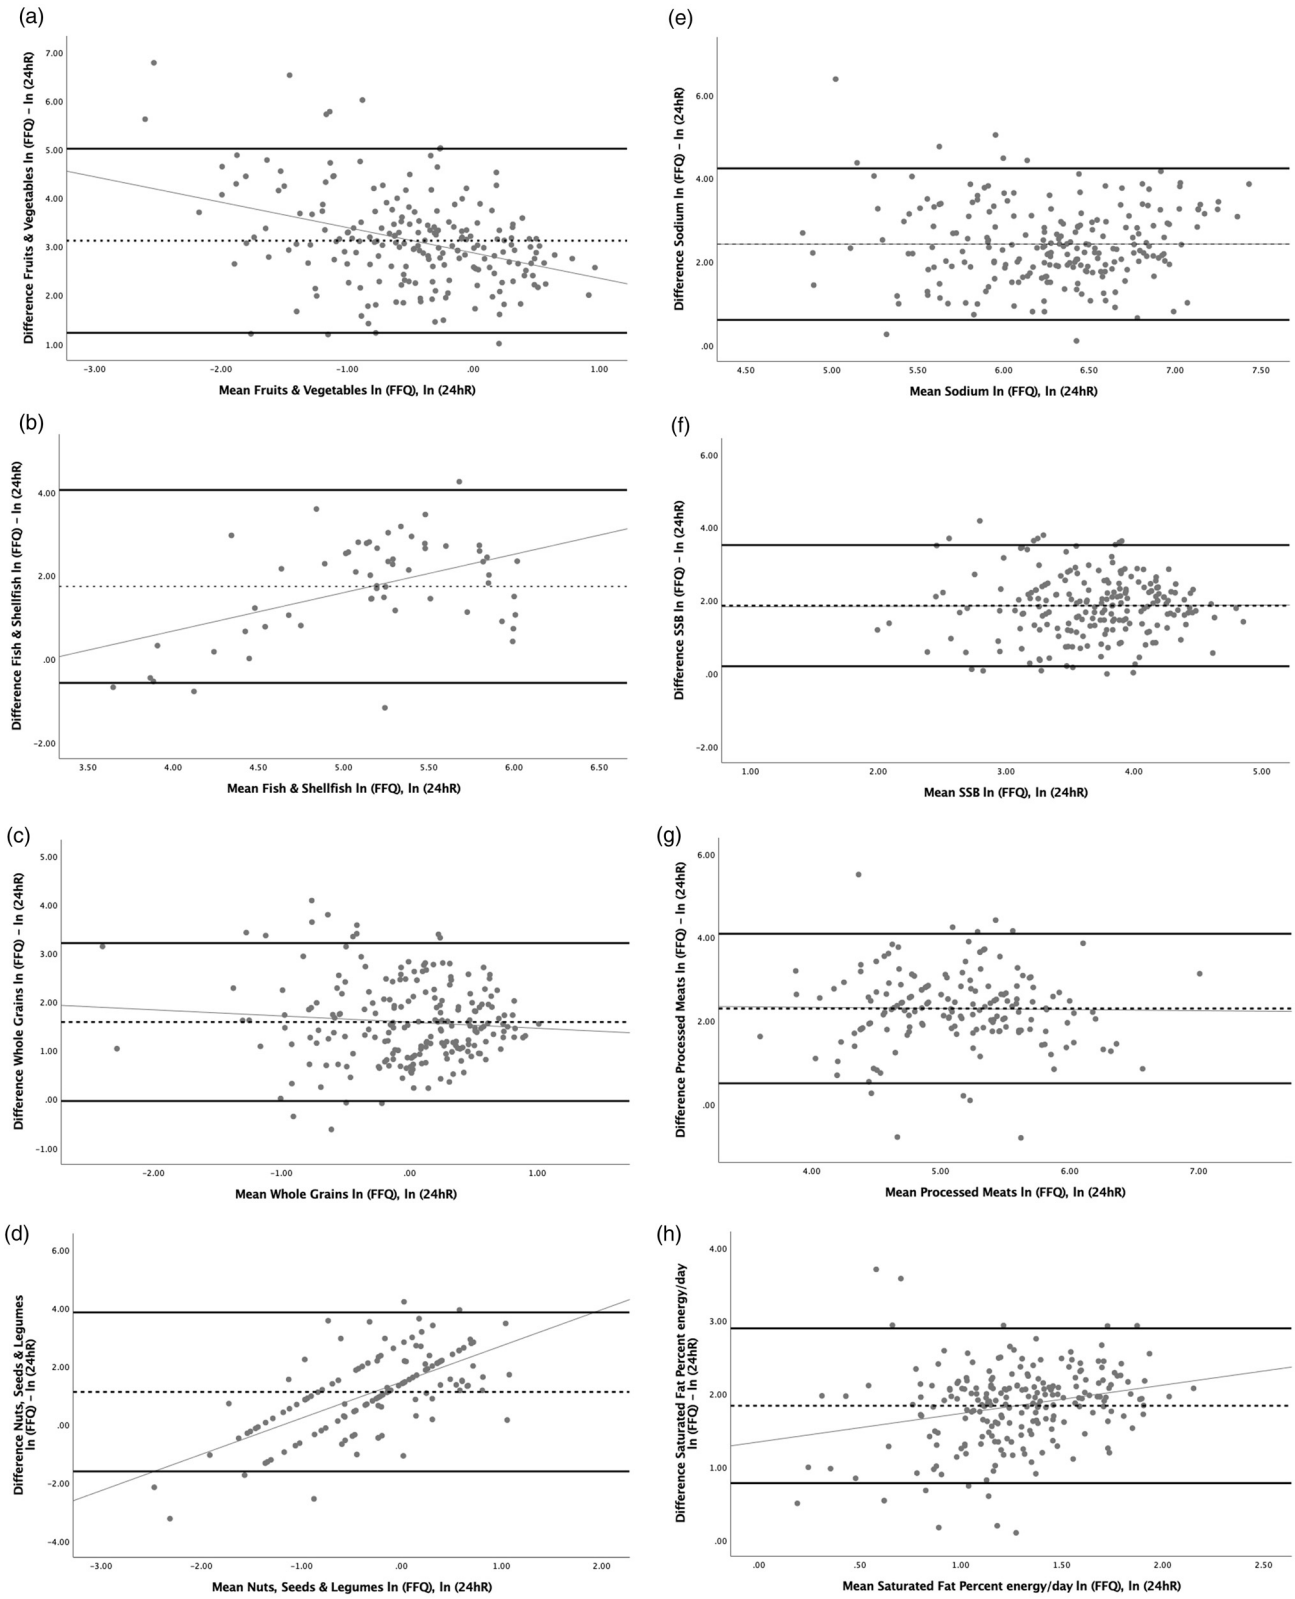 (a)
Difference Fruits & Vegetables ln (FFQ) – ln (24hR)
7.00
6.00
5.00
4.00
3.00
2.00
1.00
–3.00 –2.00 –1.00 .00 1.00
Mean Fruits & Vegetables ln (FFQ), ln (24hR)
(b)
Difference Fish & Shellfish ln (FFQ) – ln (24hR)
4.00
2.00
.00
–2.00
3.50 4.00 4.50 5.00 5.50 6.00 6.50
Mean Fish & Shellfish ln (FFQ), ln (24hR)
(c)
Difference Whole Grains ln (FFQ) – ln (24hR)
5.00
4.00
3.00
2.00
1.00
.00
–1.00
–2.00 –1.00 .00 1.00
Mean Whole Grains ln (FFQ), ln (24hR)
(d)
Difference Nuts, Seeds & Legumes
ln (FFQ) – ln (24hR)
6.00
4.00
2.00
.00
–2.00
–4.00
–3.00 –2.00 –1.00 .00 1.00 2.00
Mean Nuts, Seeds & Legumes ln (FFQ), ln (24hR)
(e)
Difference Sodium ln (FFQ) – ln (24hR)
6.00
4.00
2.00
.00
4.50 5.00 5.50 6.00 6.50 7.00 7.50
Mean Sodium ln (FFQ), ln (24hR)
(f)
Difference SSB ln (FFQ) – ln (24hR)
6.00
4.00
2.00
.00
–2.00
1.00 2.00 3.00 4.00 5.00
Mean SSB ln (FFQ), ln (24hR)
(g)
Difference Processed Meats ln (FFQ) – ln (24hR)
6.00
4.00
2.00
.00
4.00 5.00 6.00 7.00
Mean Processed Meats ln (FFQ), ln (24hR)
(h)
Difference Saturated Fat Percent energy/day
ln (FFQ) – ln (24hR)
4.00
3.00
2.00
1.00
.00
.00 .50 1.00 1.50 2.00 2.50
Mean Saturated Fat Percent energy/day ln (FFQ), ln (24hR)